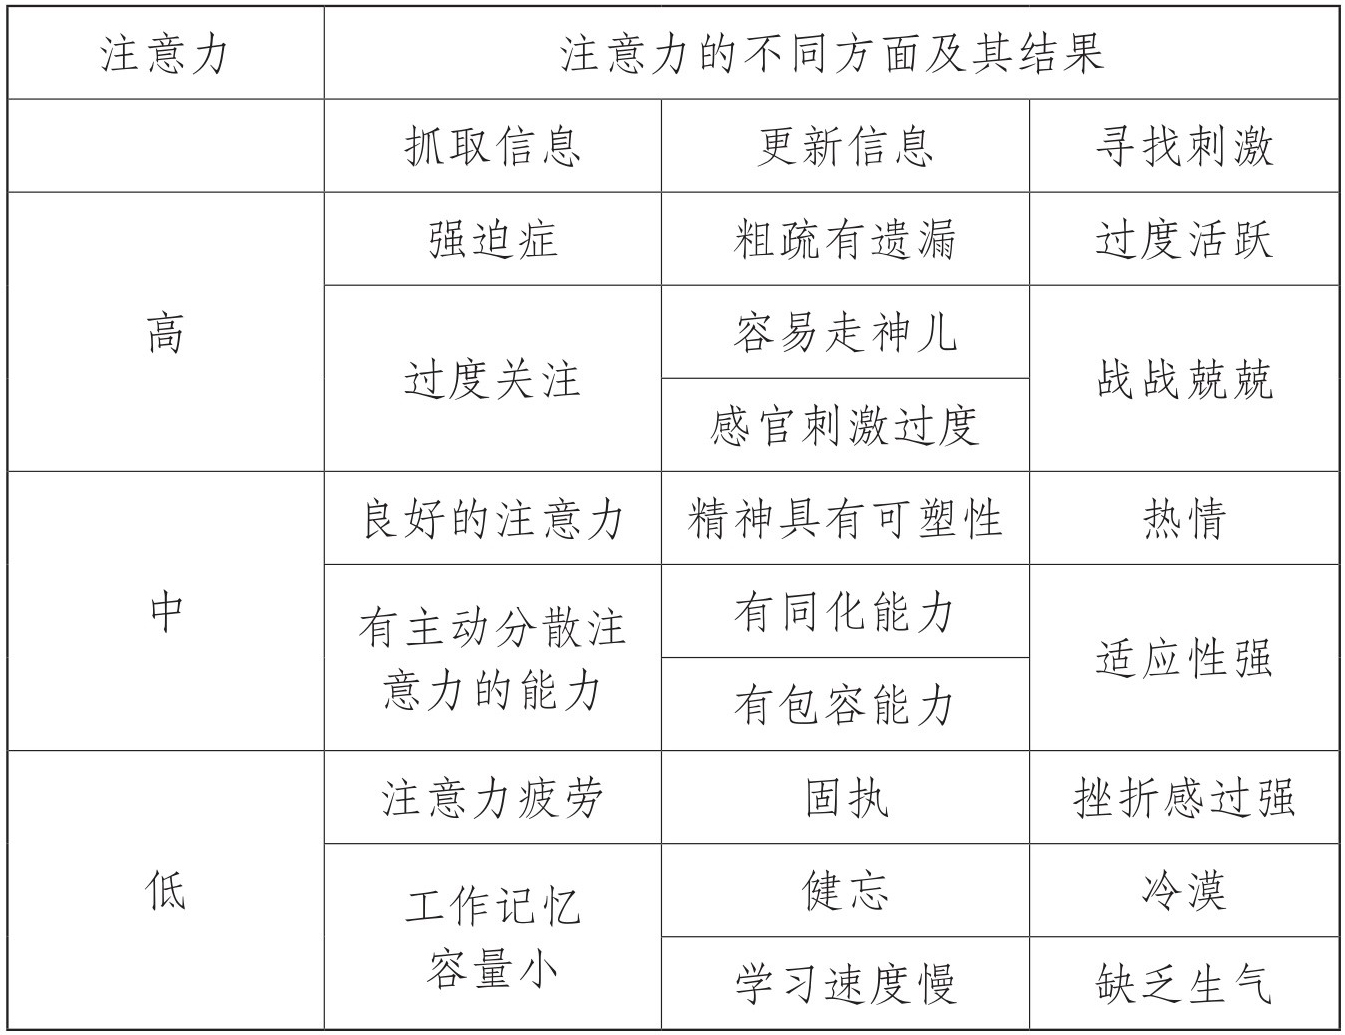 注意力
注意力的不同方面及其结果
抓取信息
更新信息
寻找刺激
高
强迫症
粗疏有遗漏
过度活跃
过度关注
容易走神儿
战战兢兢
感官刺激过度
中
良好的注意力
精神具有可塑性
热情
有主动分散注
意力的能力
有同化能力
适应性强
有包容能力
低
注意力疲劳
固执
挫折感过强
工作记忆
容量小
健忘
冷漠
学习速度慢
缺乏生气